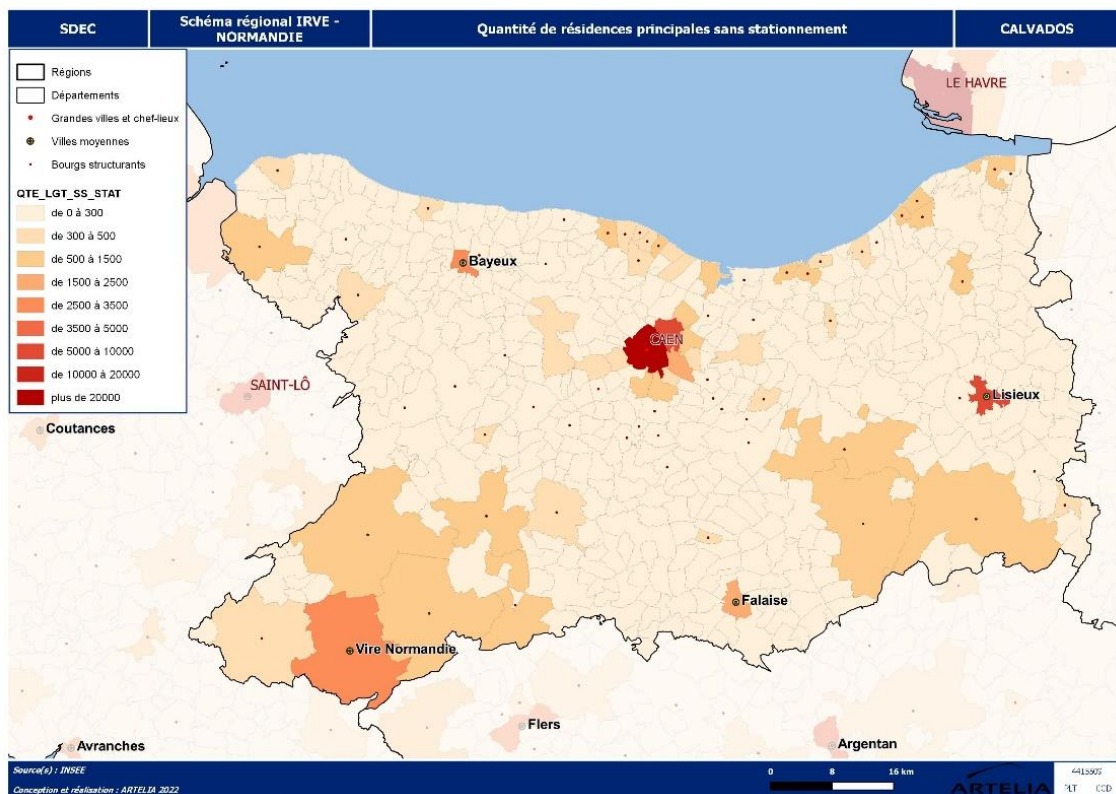 SDEC
Schéma régional IRVE -
NORMANDIE
Quantité de résidences principales sans stationnement
CALVADOS
Régions
Départements
Grandes villes et chef-lieux
Villes moyennes
Bourgs structurants
QTE_LGT_SS_STAT
de 0 à 300
de 300 à 500
de 500 à 1500
de 1500 à 2500
de 2500 à 3500
de 3500 à 5000
de 5000 à 10000
de 10000 à 20000
plus de 20000
LE HAVRE
Bayeux
CAEN
SAINT-LÔ
Lisieux
Coutances
Falaise
Vire Normandie
Flers
Avranches
Argentan
Source(s) : INSEE
Conception et réalisation : ARTELIA 2022
0 8 16 km
ARTELIA
PLT